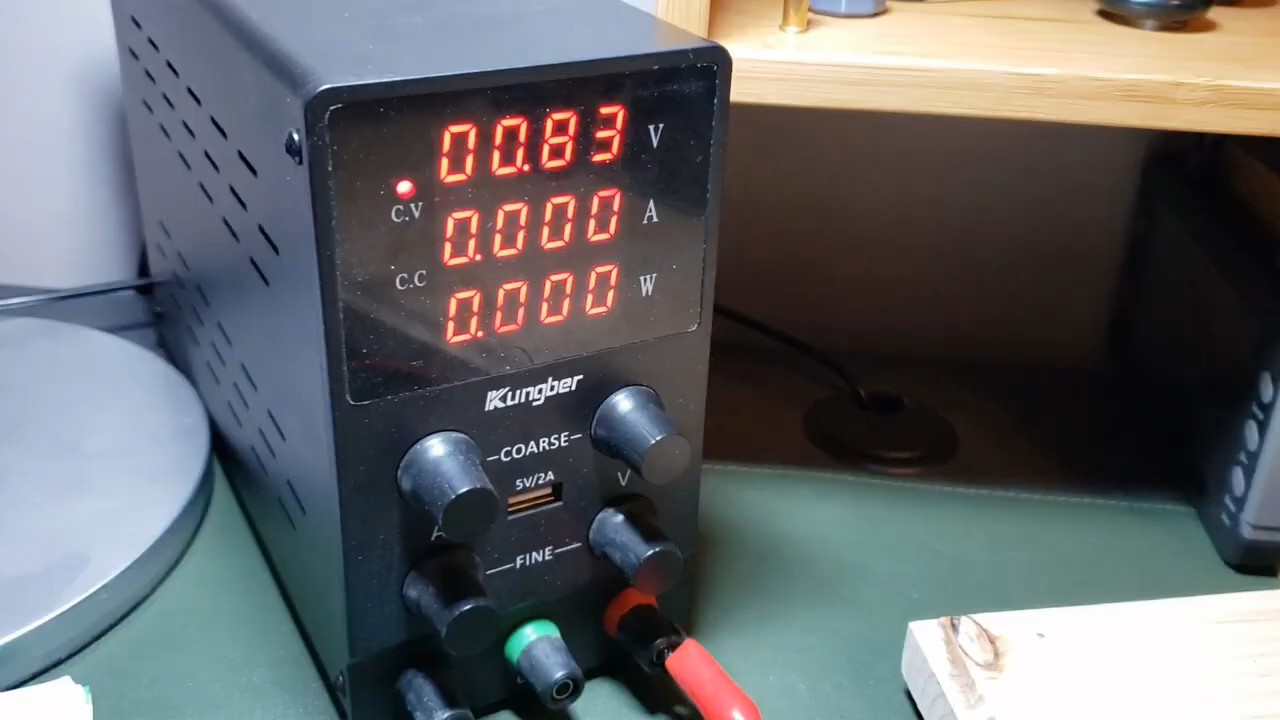 00.83 V
C.V
0.000 A
C.C
0.000 W
Kungber
COARSE
5V/2A
V
A
FINE